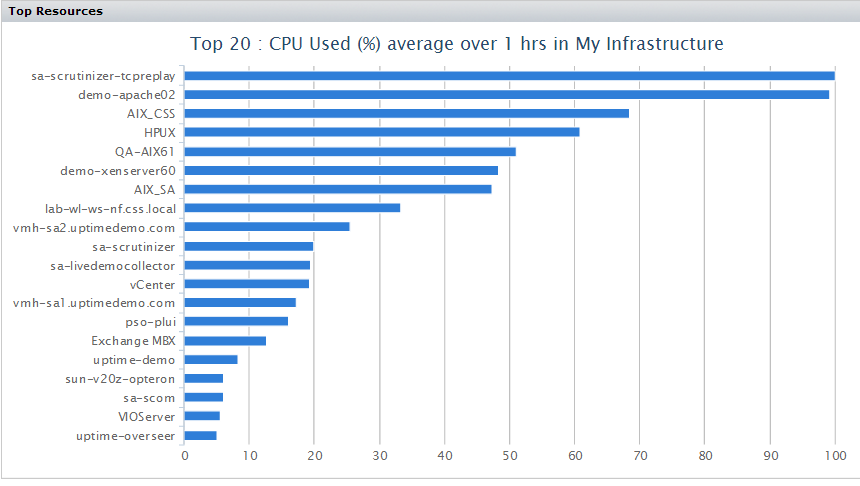 Top Resources
Top 20 : CPU Used (%) average over 1 hrs in My Infrastructure
sa-scrutinizer-tcpreplay
demo-apache02
AIX_CSS
HPUX
QA-AIX61
demo-xenserver60
AIX_SA
lab-wl-ws-nf.css.local
vmh-sa2.uptimedemo.com
sa-scrutinizer
sa-livedemocollector
vCenter
vmh-sa1.uptimedemo.com
pso-plui
Exchange MBX
uptime-demo
sun-v20z-opteron
sa-scom
VIOServer
uptime-overseer
0 10 20 30 40 50 60 70 80 90 100